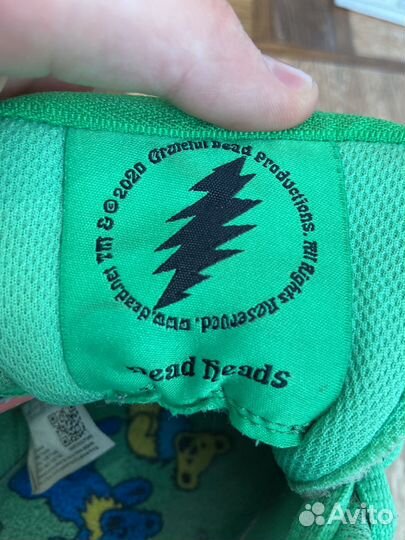 TM & © 2020 Grateful Dead Productions. All Rights Reserved. www.dead.net
Dead Heads
Avito